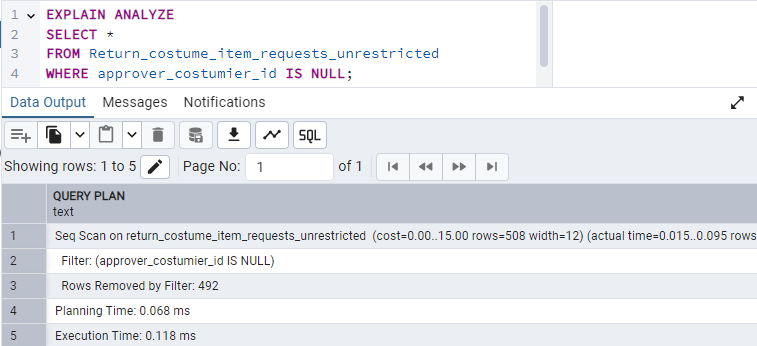 1 EXPLAIN ANALYZE
2 SELECT *
3 FROM Return_costume_item_requests_unrestricted
4 WHERE approver_costumier_id IS NULL;
Data Output Messages Notifications
SQL
Showing rows: 1 to 5 Page No: 1 of 1
QUERY PLAN
text
1 Seq Scan on return_costume_item_requests_unrestricted (cost=0.00..15.00 rows=508 width=12) (actual time=0.015..0.095 rows
2 Filter: (approver_costumier_id IS NULL)
3 Rows Removed by Filter: 492
4 Planning Time: 0.068 ms
5 Execution Time: 0.118 ms